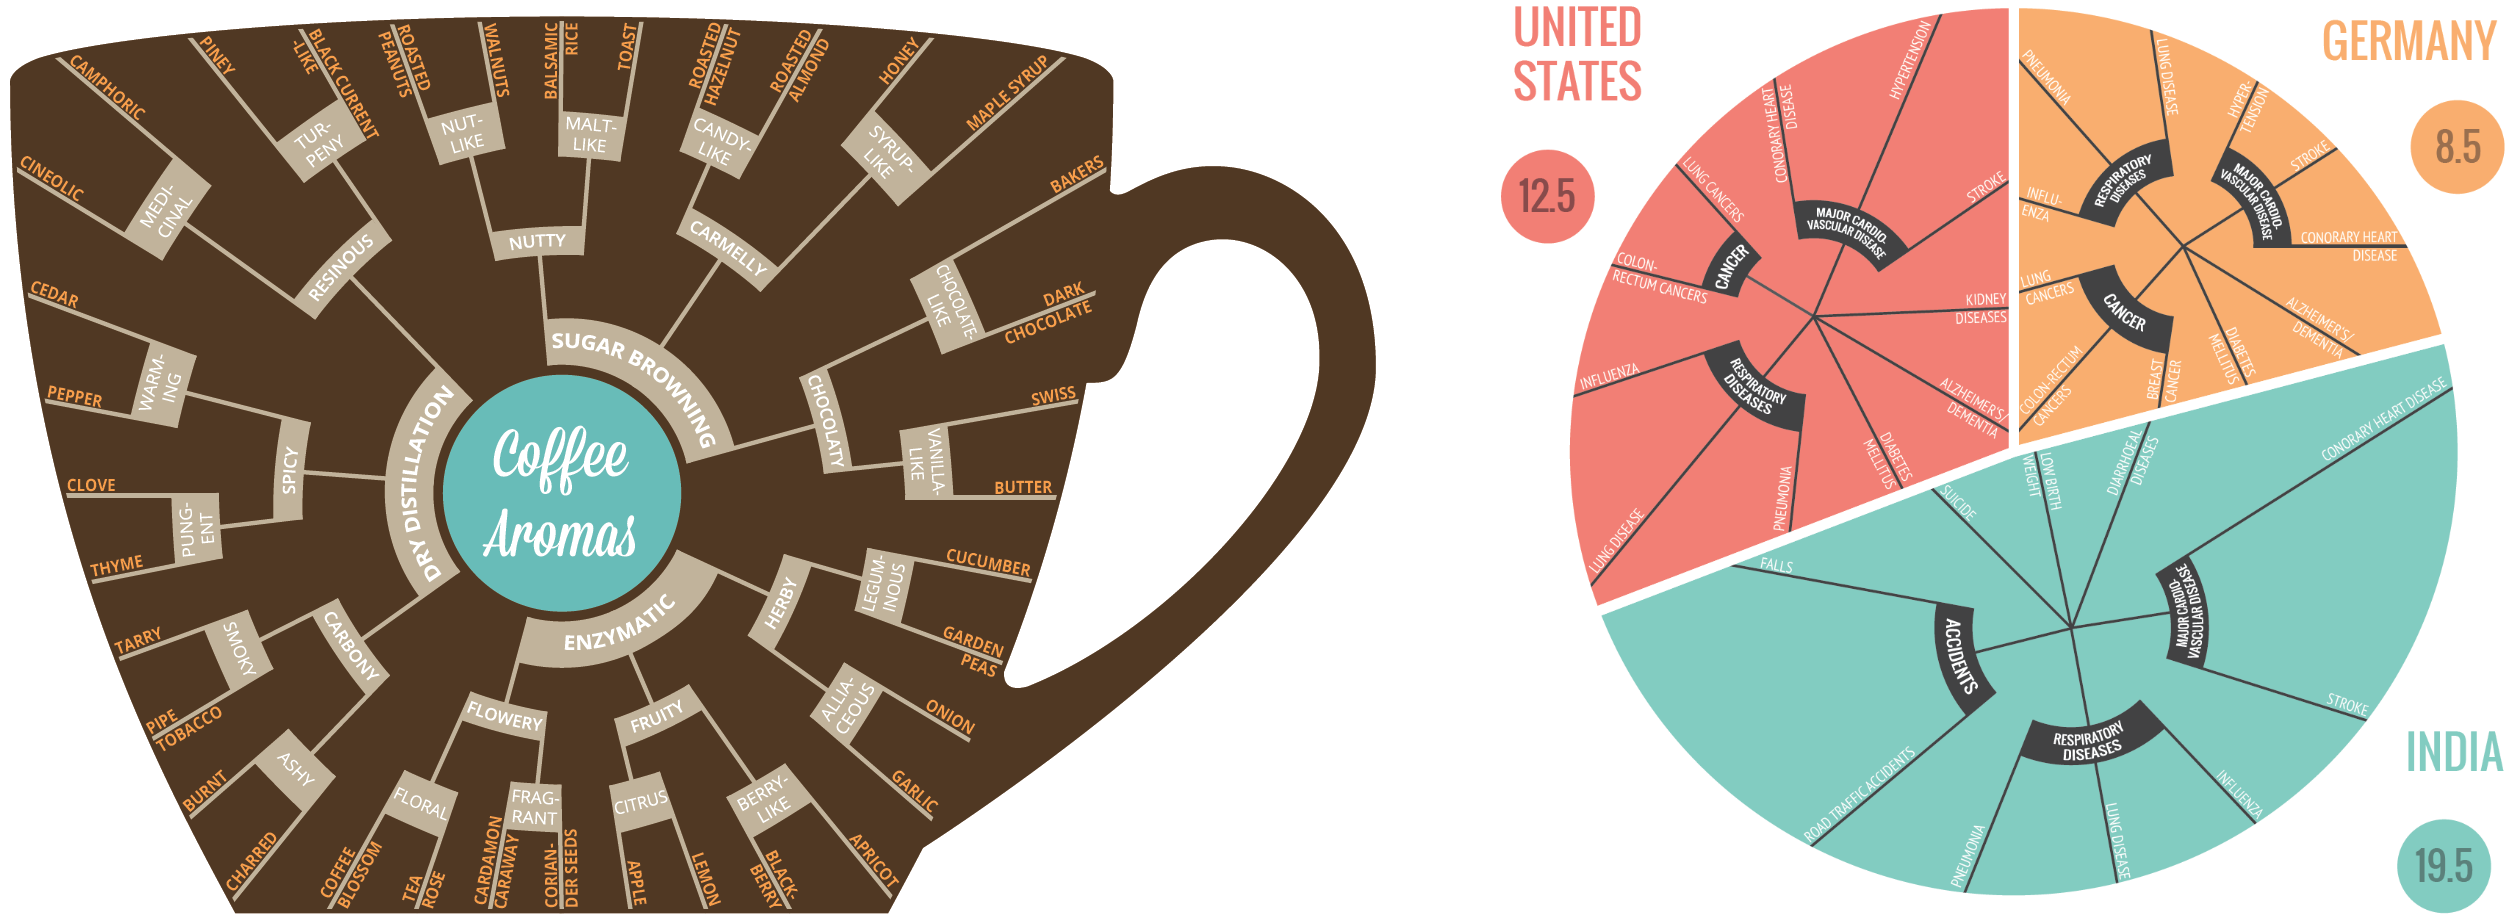 Coffee
Aromas
SUGAR BROWNING
NUTTY
NUT-
LIKE
ROASTED
PEANUTS
WALNUTS
MALT-
LIKE
BALSAMIC
RICE
TOAST
CARMELLY
CANDY-
LIKE
ROASTED
HAZELNUT
ROASTED
ALMOND
SYRUP-
LIKE
HONEY
MAPLE SYRUP
CHOCOLATY
CHOCOLATE-
LIKE
BAKERS
DARK
CHOCOLATE
VANILLA-
LIKE
SWISS
BUTTER
ENZYMATIC
HERBY
LEGUM-
INOUS
CUCUMBER
GARDEN
PEAS
ALLIA-
CEOUS
ONION
GARLIC
FRUITY
BERRY-
LIKE
APRICOT
BLACK-
BERRY
CITRUS
LEMON
APPLE
FLOWERY
FRAG-
RANT
CORIAN-
DER SEEDS
CARDAMON
CARAWAY
FLORAL
TEA
ROSE
COFFEE
BLOSSOM
DRY DISTILLATION
CARBONY
ASHY
CHARRED
BURNT
SMOKY
PIPE
TOBACCO
TARRY
SPICY
PUNG-
ENT
THYME
CLOVE
WARM-
ING
PEPPER
CEDAR
RESINOUS
MEDI-
CINAL
CINEOLIC
CAMPHORIC
TUR-
PENY
PINEY
BLACK CURRENT
-LIKE
UNITED
STATES
12.5
MAJOR CARDIO-
VASCULAR DISEASE
CONORARY HEART
DISEASE
HYPERTENSION
STROKE
CANCER
LUNG CANCERS
COLON-
RECTUM CANCERS
RESPIRATORY
DISEASES
INFLUENZA
LUNG DISEASE
PNEUMONIA
KIDNEY
DISEASES
ALZHEIMER'S/
DEMENTIA
DIABETES
MELLITUS
GERMANY
8.5
RESPIRATORY
DISEASES
PNEUMONIA
LUNG DISEASE
INFLU-
ENZA
MAJOR CARDIO-
VASCULAR DISEASE
HYPER-
TENSION
STROKE
CONORARY HEART
DISEASE
CANCER
LUNG
CANCERS
COLON-RECTUM
CANCERS
BREAST
CANCER
ALZHEIMER'S/
DEMENTIA
DIABETES
MELLITUS
INDIA
19.5
SUICIDE
LOW BIRTH
WEIGHT
DIARRHOEAL
DISEASES
MAJOR CARDIO-
VASCULAR DISEASE
CONORARY HEART DISEASE
STROKE
RESPIRATORY
DISEASES
INFLUENZA
LUNG DISEASE
PNEUMONIA
ACCIDENTS
FALLS
ROAD TRAFFIC ACCIDENTS